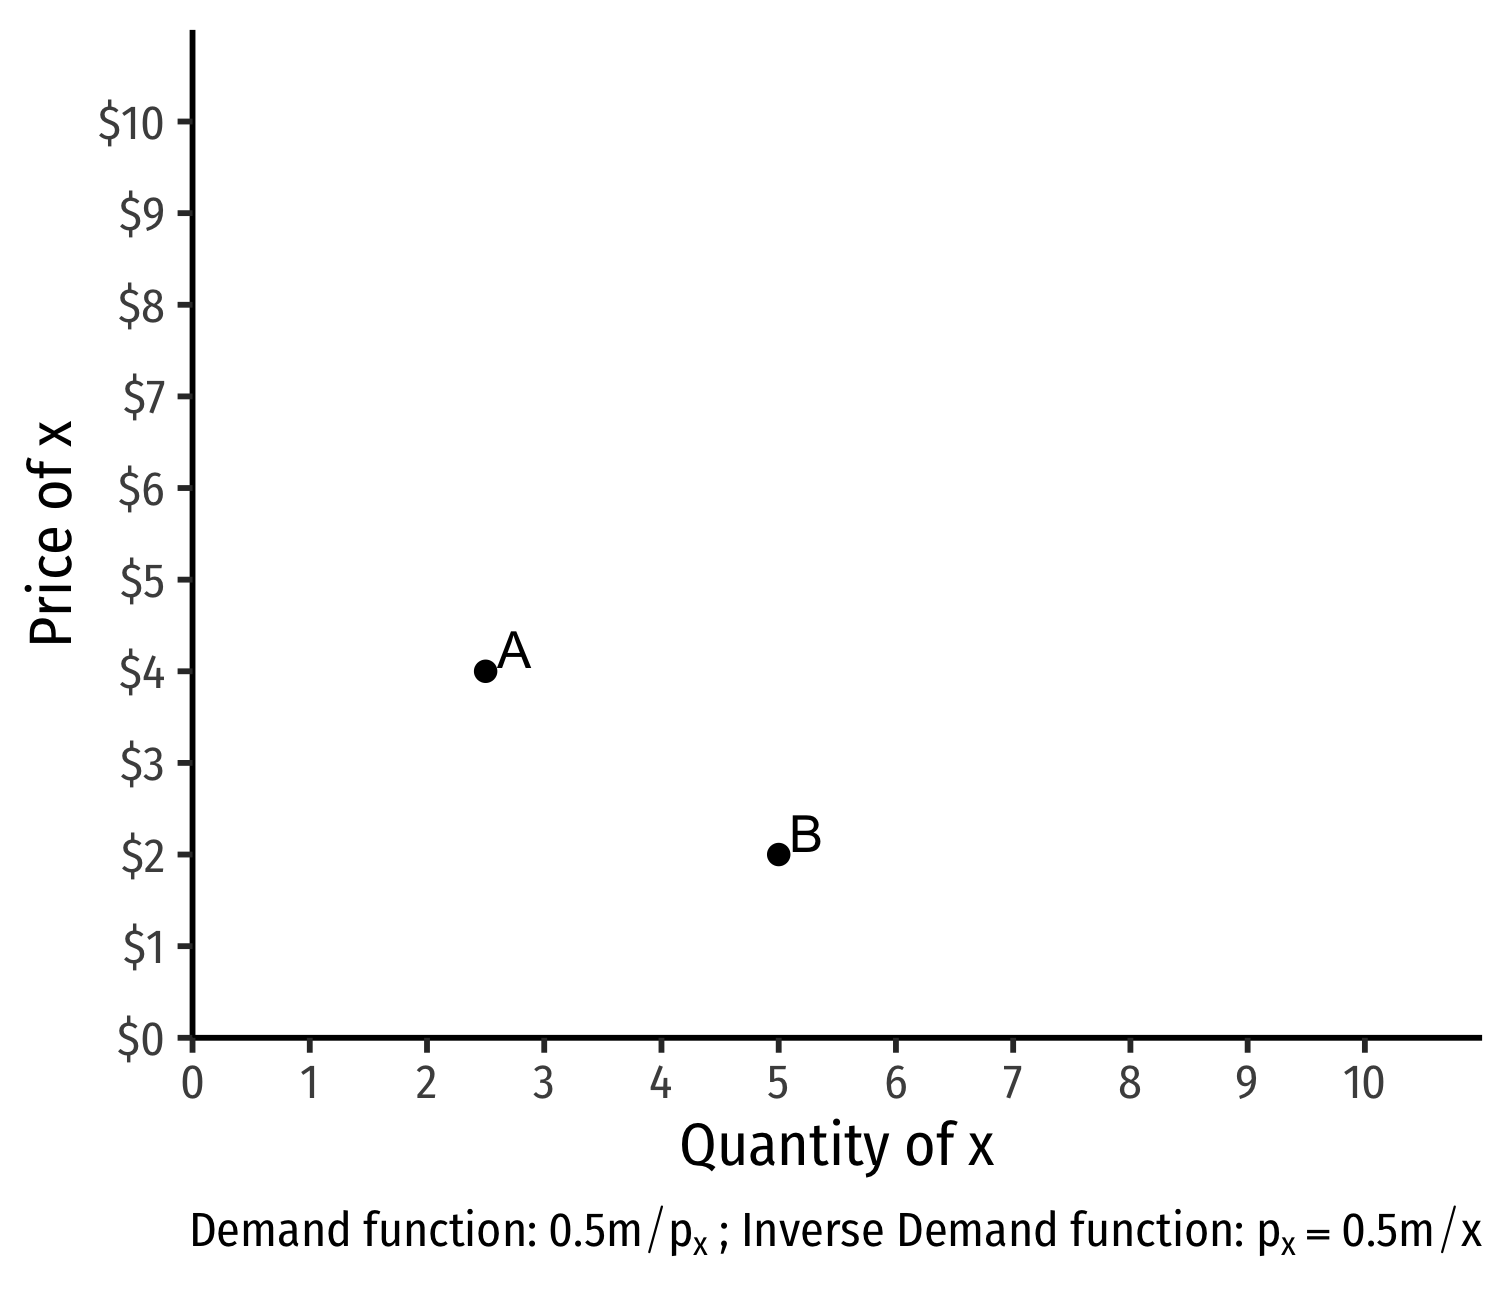 $10
$9
$8
$7
$6
$5
$4
$3
$2
$1
$0
Price of x
A
B
0 1 2 3 4 5 6 7 8 9 10
Quantity of x
Demand function: 0.5m/pₓ ; Inverse Demand function: pₓ = 0.5m/x